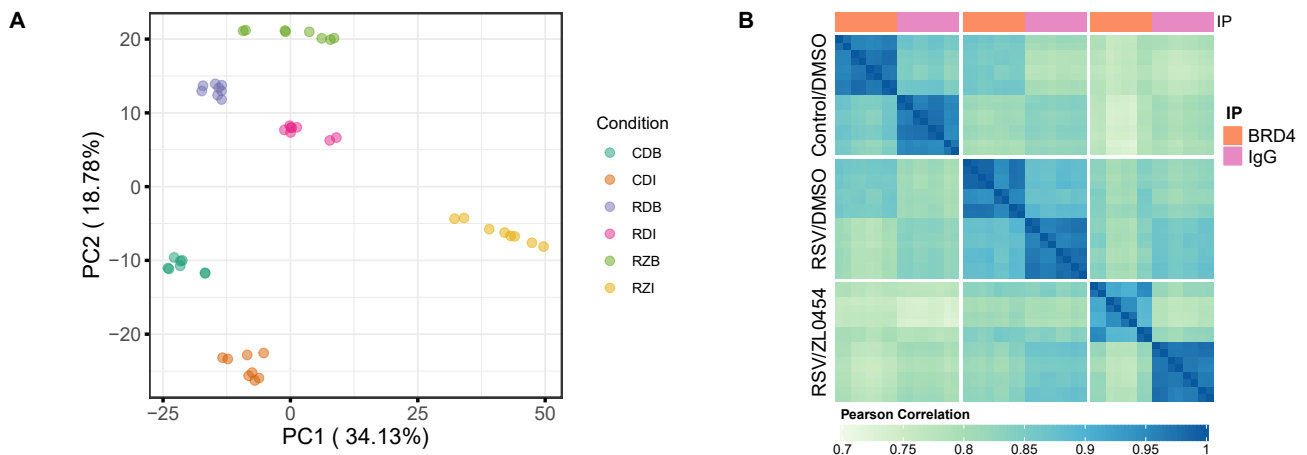 A
20
10
0
−10
−20
PC2 ( 18.78%)
−25
0
25
50
PC1 ( 34.13%)
Condition
CDB
CDI
RDB
RDI
RZB
RZI
B
IP
Control/DMSO
RSV/DMSO
RSV/ZL0454
IP
BRD4
IgG
Pearson Correlation
0.7
0.75
0.8
0.85
0.9
0.95
1